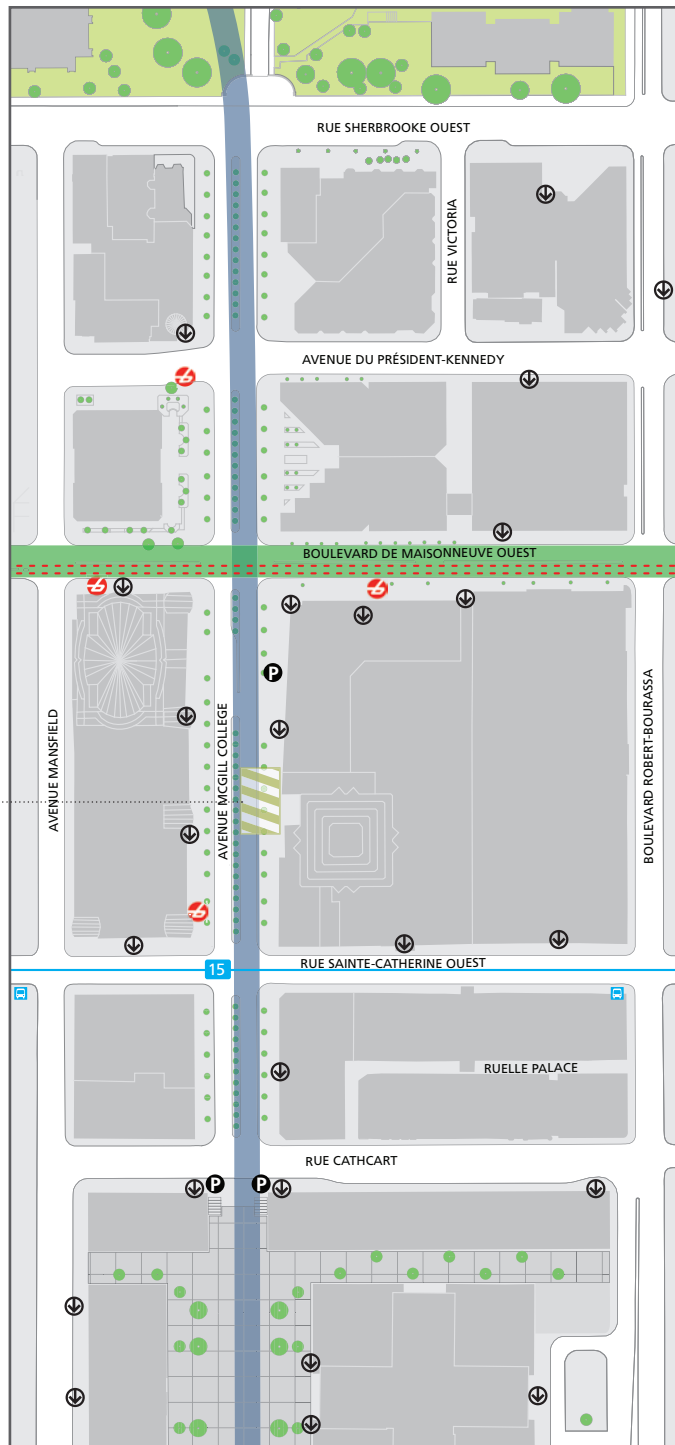 RUE SHERBROOKE OUEST
RUE VICTORIA
AVENUE DU PRÉSIDENT-KENNEDY
BOULEVARD DE MAISONNEUVE OUEST
AVENUE MANSFIELD
AVENUE MCGILL COLLEGE
P
BOULEVARD ROBERT-BOURASSA
15
RUE SAINTE-CATHERINE OUEST
RUELLE PALACE
RUE CATHCART
P
P